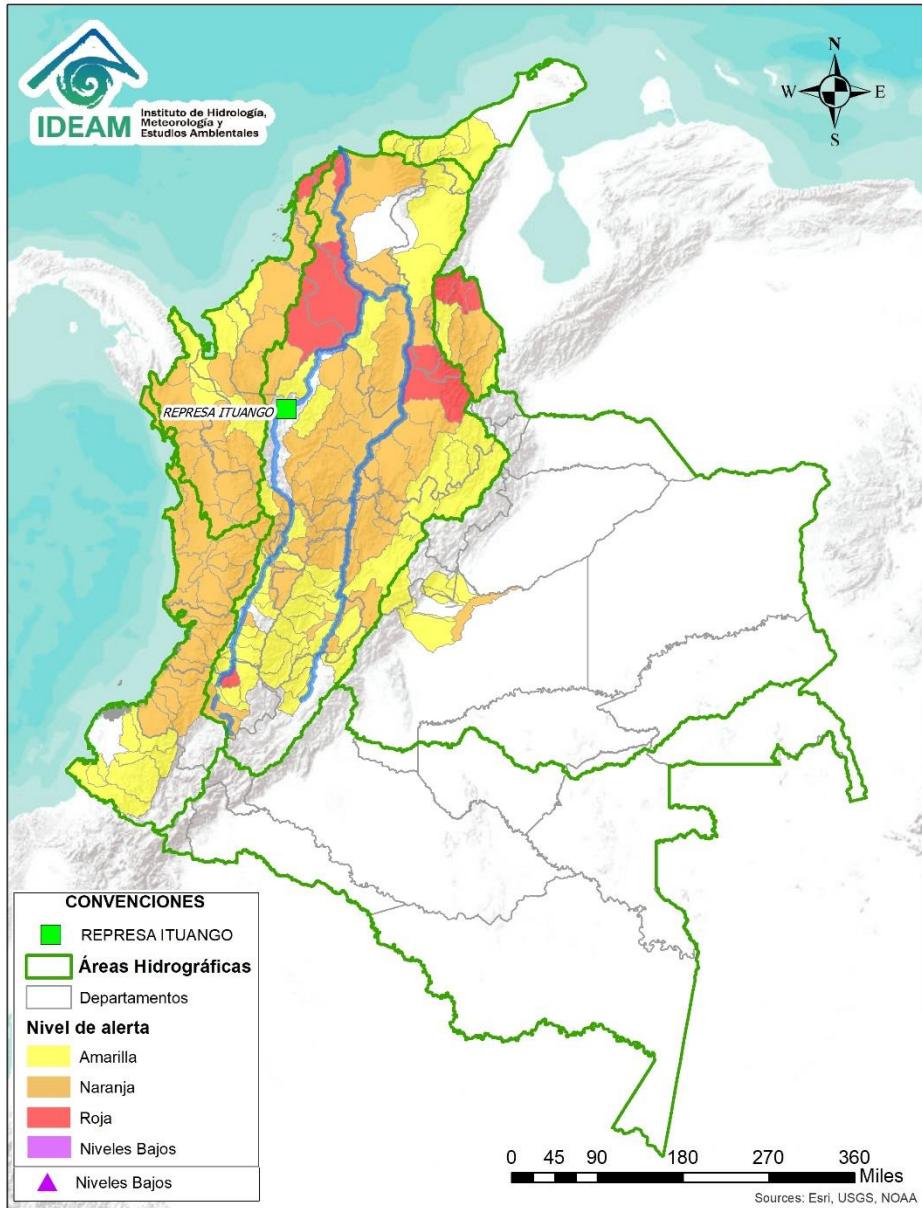 IDEAM
Instituto de Hidrología,
Meteorología y
Estudios Ambientales
N
W
E
S
REPRESA ITUANGO
CONVENCIONES
REPRESA ITUANGO
Áreas Hidrográficas
Departamentos
Nivel de alerta
Amarilla
Naranja
Roja
Niveles Bajos
Niveles Bajos
0 45 90 180 270 360
Miles
Sources: Esri, USGS, NOAA